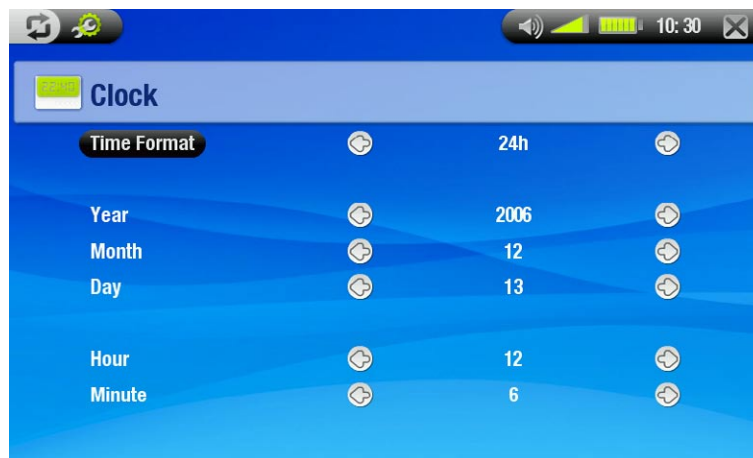 10:30
Clock
Time Format 24h
Year 2006
Month 12
Day 13
Hour 12
Minute 6